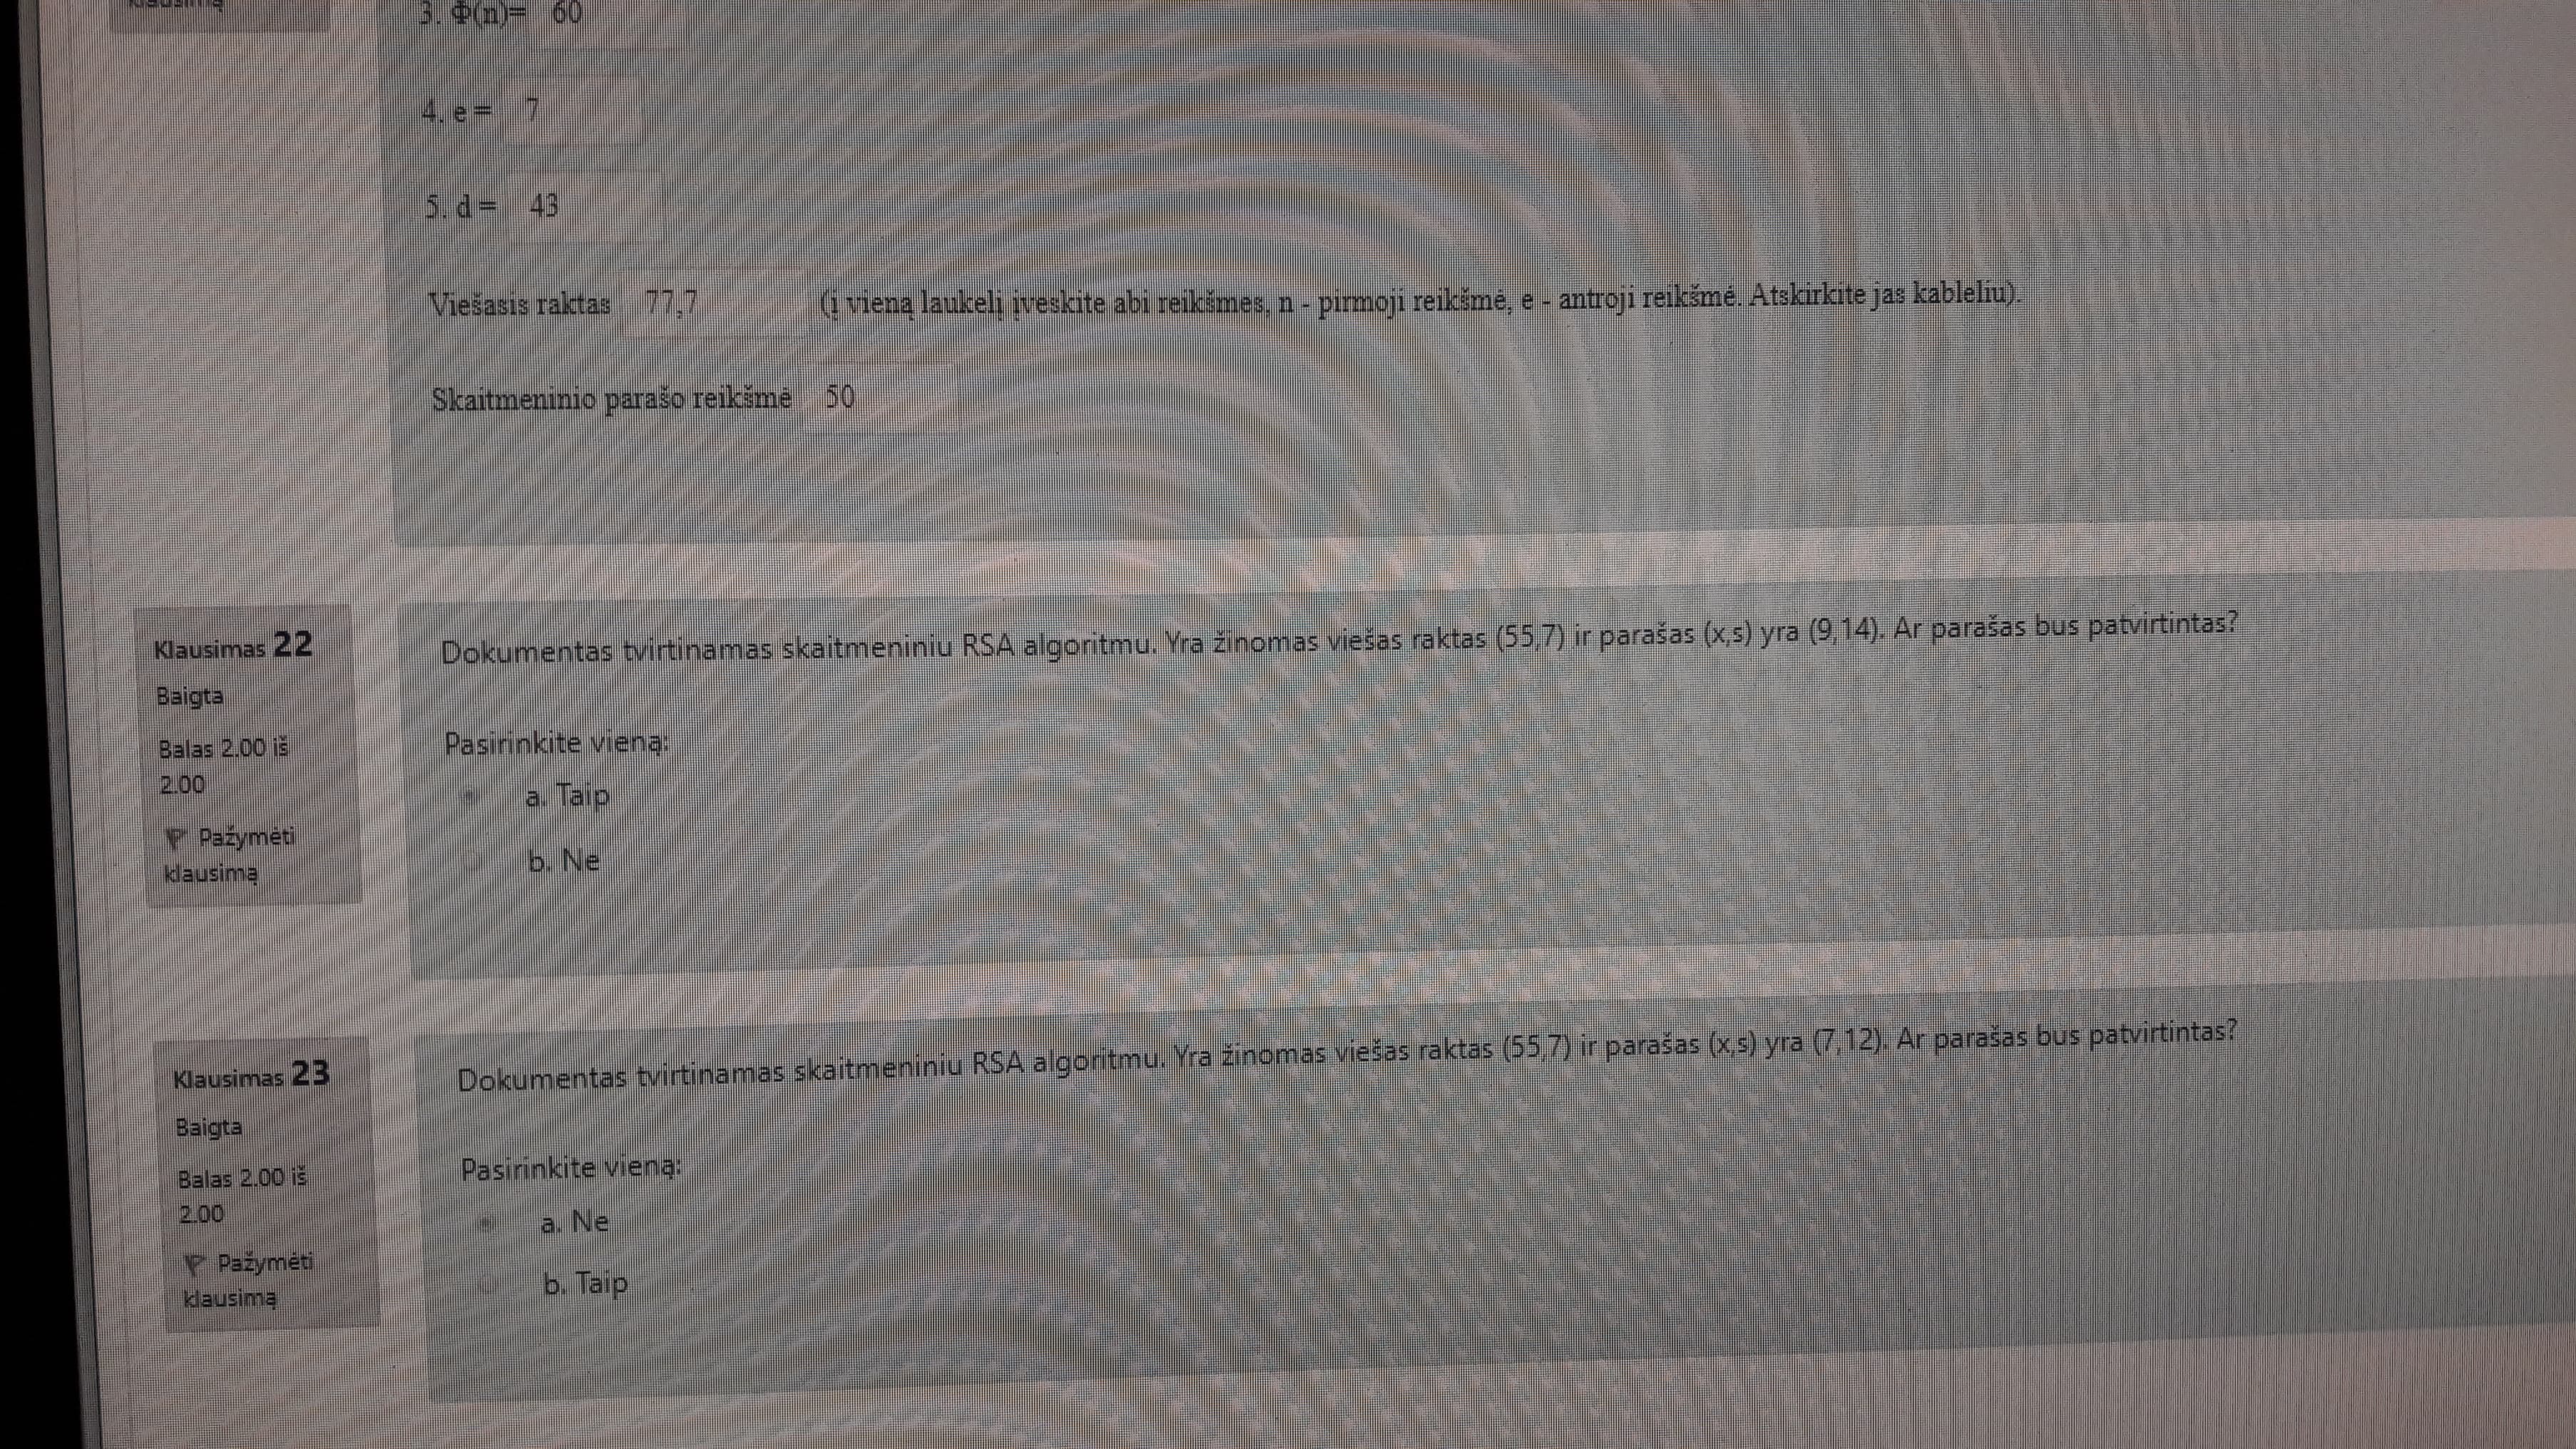 klausimą
3. Φ(n)= 60
4. e= 7
5. d= 43
Viešasis raktas 77,7 (į vieną laukelį įveskite abi reikšmes, n - pirmoji reikšmė, e - antroji reikšmė. Atskirkite jas kableliu).
Skaitmeninio parašo reikšmė 50
Klausimas 22
Baigta
Balas 2.00 iš
2.00
Pažymėti
klausimą
Dokumentas tvirtinamas skaitmeniniu RSA algoritmu. Yra žinomas viešas raktas (55,7) ir parašas (x,s) yra (9,14). Ar parašas bus patvirtintas?
Pasirinkite vieną:
a. Taip
b. Ne
Klausimas 23
Baigta
Balas 2.00 iš
2.00
Pažymėti
klausimą
Dokumentas tvirtinamas skaitmeniniu RSA algoritmu. Yra žinomas viešas raktas (55,7) ir parašas (x,s) yra (7,12). Ar parašas bus patvirtintas?
Pasirinkite vieną:
a. Ne
b. Taip